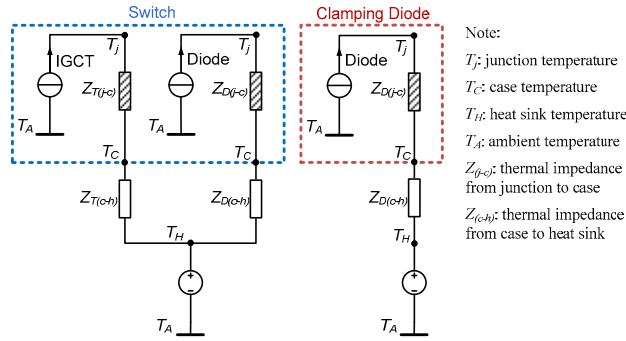 Switch
Clamping Diode
Tj
Tj
Tj
IGCT
Diode
Diode
ZT(j-c)
ZD(j-c)
ZD(j-c)
TA
TA
TA
TC
TC
TC
ZT(c-h)
ZD(c-h)
ZD(c-h)
TH
TH
+
-
+
-
TA
TA
Note:
Tj: junction temperature
TC: case temperature
TH: heat sink temperature
TA: ambient temperature
Z(j-c): thermal impedance
from junction to case
Z(c-h): thermal impedance
from case to heat sink